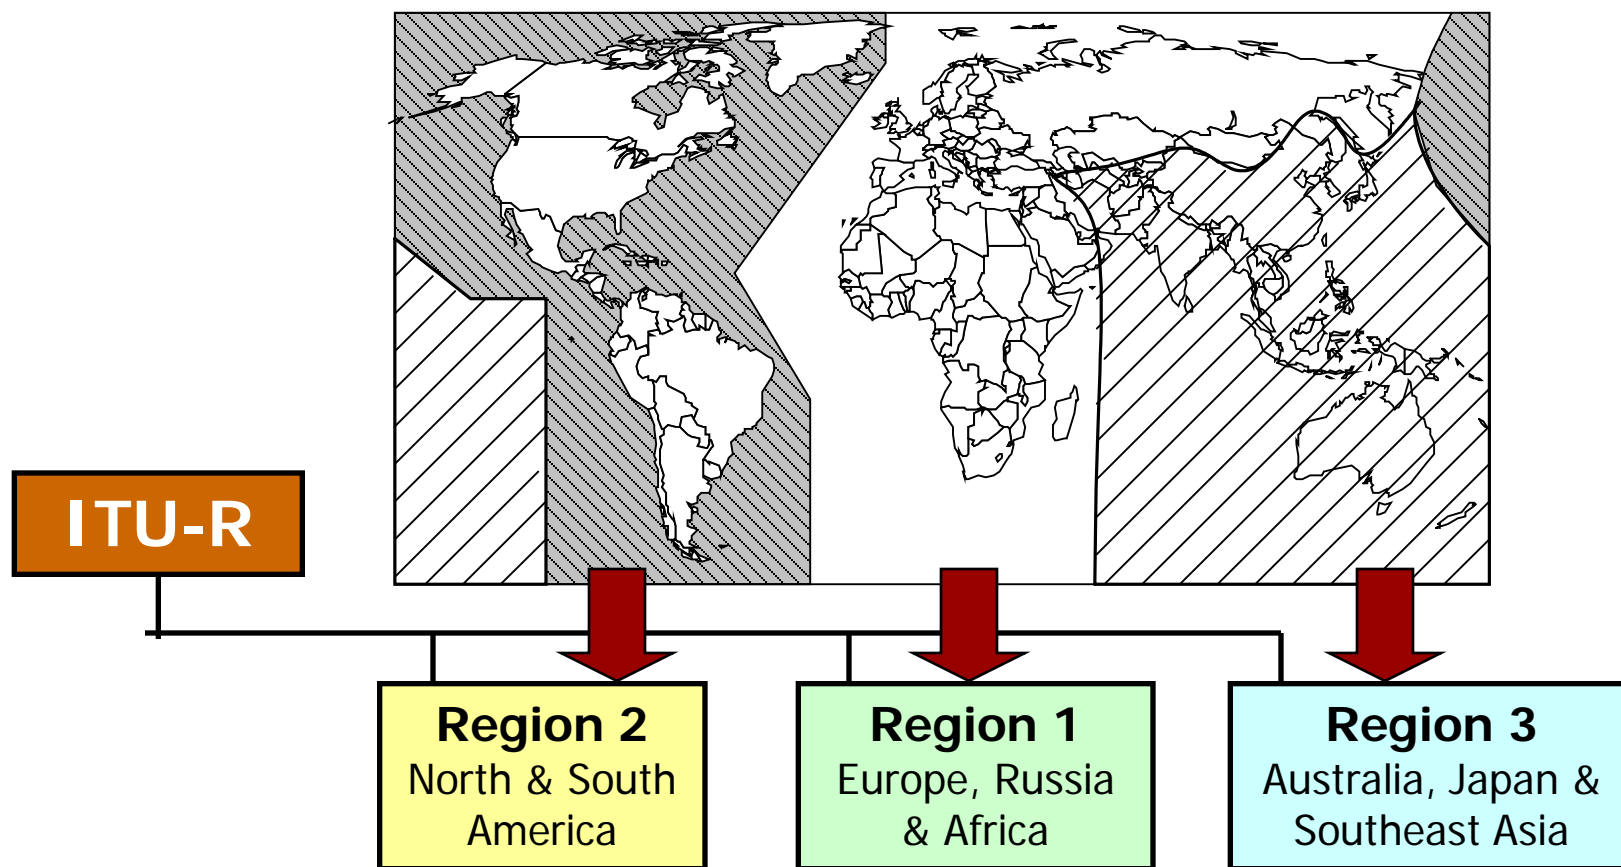 ITU-R
Region 2
North & South
America
Region 1
Europe, Russia
& Africa
Region 3
Australia, Japan &
Southeast Asia